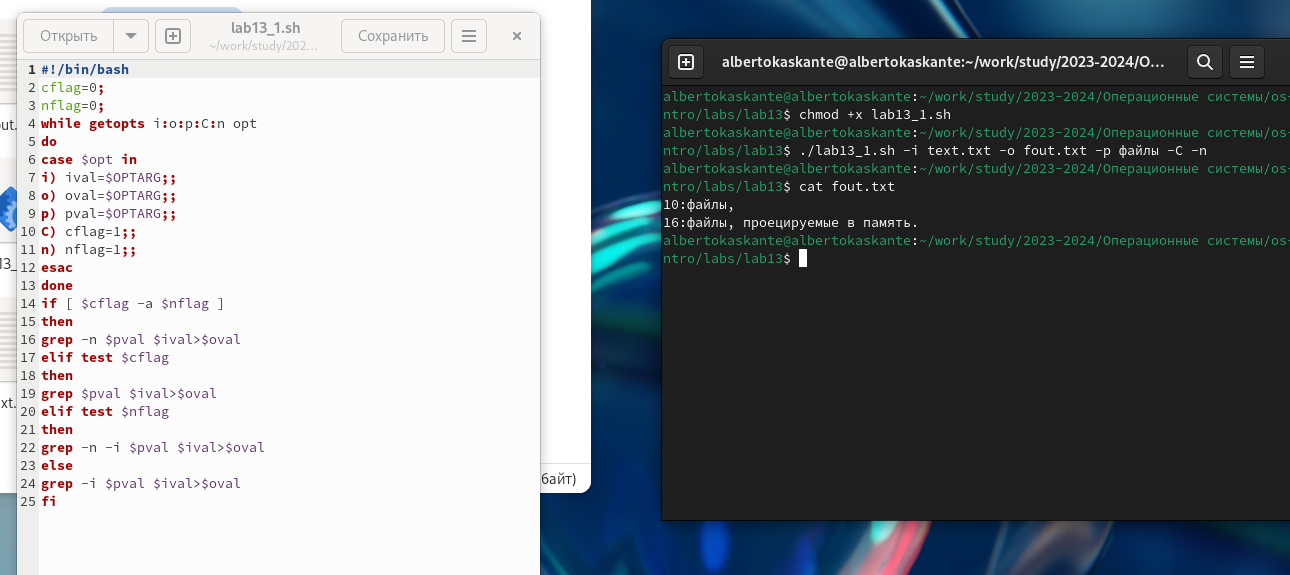 Открыть
lab13_1.sh
~/work/study/202...
Сохранить
1 #!/bin/bash
2 cflag=0;
3 nflag=0;
4 while getopts i:o:p:C:n opt
5 do
6 case $opt in
7 i) ival=$OPTARG;;
8 o) oval=$OPTARG;;
9 p) pval=$OPTARG;;
10 C) cflag=1;;
11 n) nflag=1;;
12 esac
13 done
14 if [ $cflag -a $nflag ]
15 then
16 grep -n $pval $ival>$oval
17 elif test $cflag
18 then
19 grep $pval $ival>$oval
20 elif test $nflag
21 then
22 grep -n -i $pval $ival>$oval
23 else
24 grep -i $pval $ival>$oval
25 fi
out.
13_
xt.
байт)
albertokaskante@albertokaskante:~/work/study/2023-2024/О...
albertokaskante@albertokaskante:~/work/study/2023-2024/Операционные системы/os-
ntro/labs/lab13$ chmod +x lab13_1.sh
albertokaskante@albertokaskante:~/work/study/2023-2024/Операционные системы/os-
ntro/labs/lab13$ ./lab13_1.sh -i text.txt -o fout.txt -p файлы -C -n
albertokaskante@albertokaskante:~/work/study/2023-2024/Операционные системы/os-
ntro/labs/lab13$ cat fout.txt
10:файлы,
16:файлы, проецируемые в память.
albertokaskante@albertokaskante:~/work/study/2023-2024/Операционные системы/os-
ntro/labs/lab13$